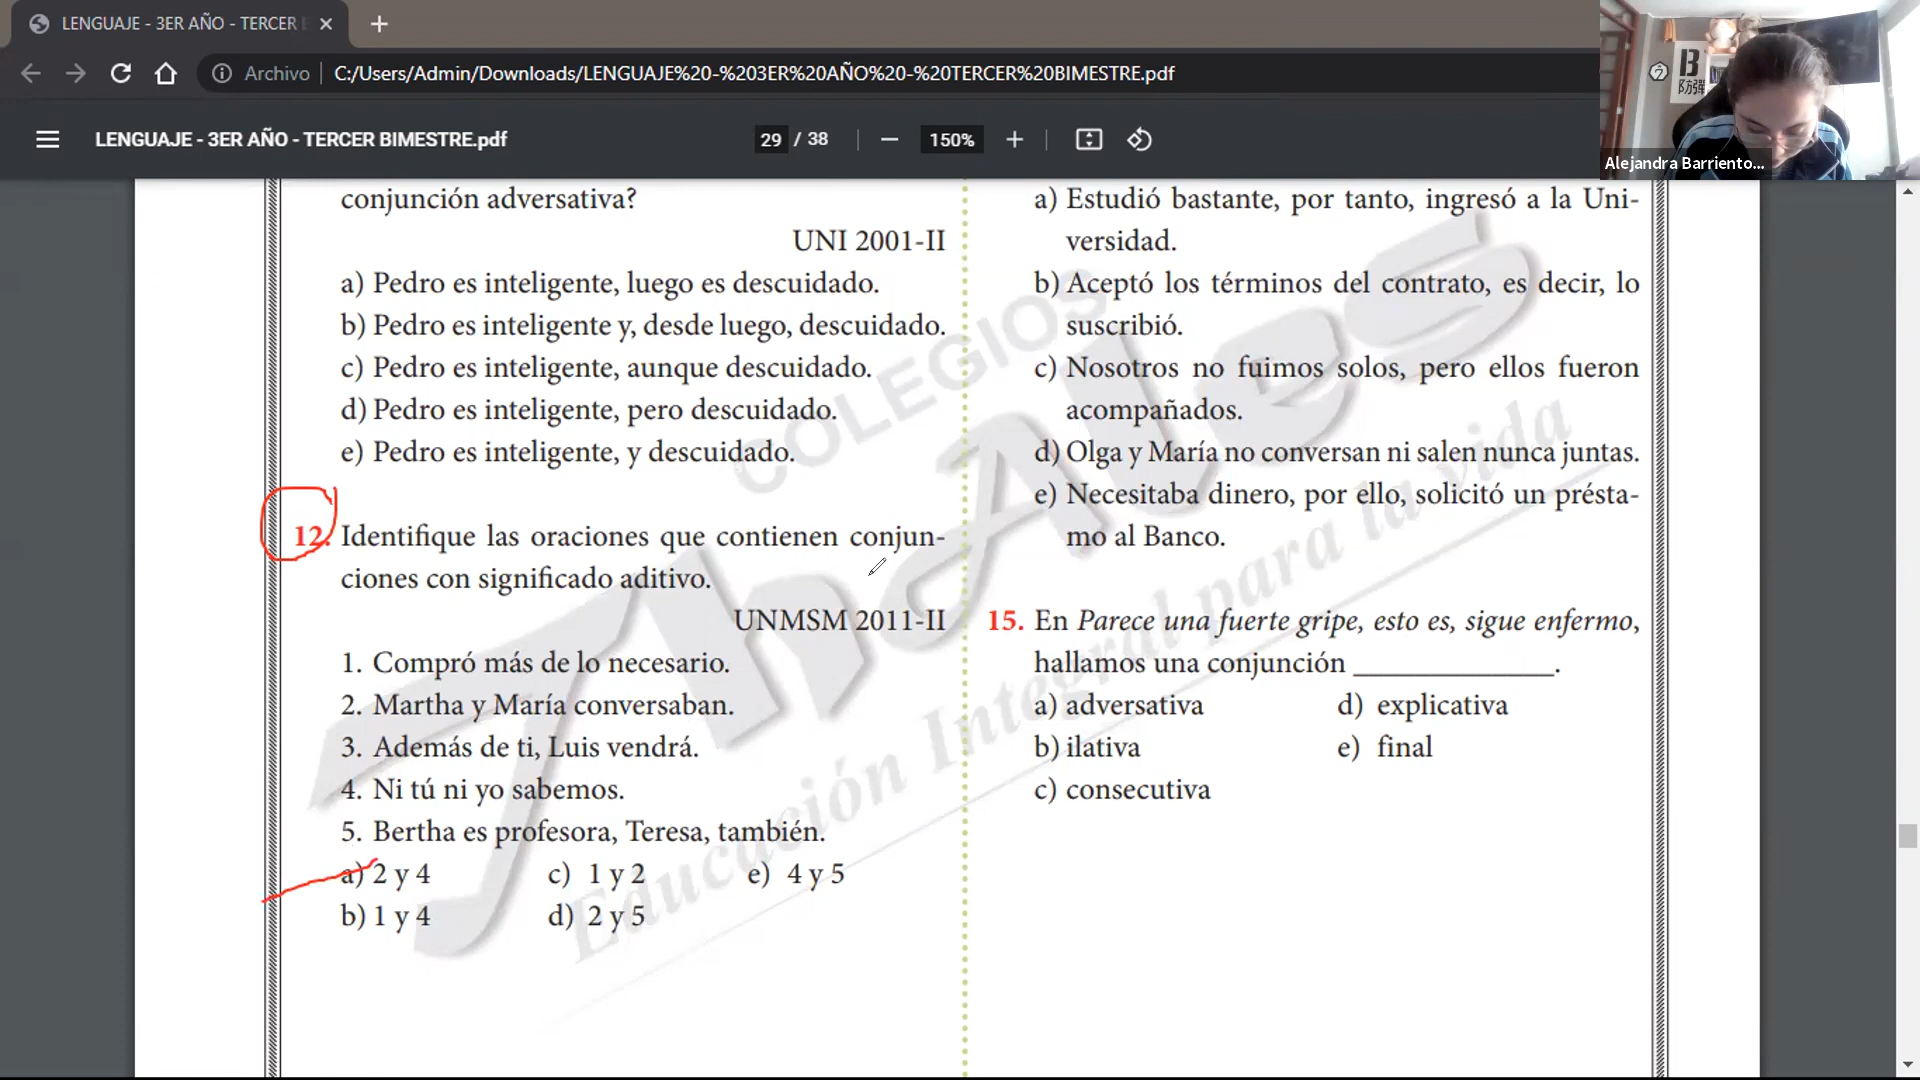 LENGUAJE - 3ER AÑO - TERCER B
Archivo
C:/Users/Admin/Downloads/LENGUAJE%20-%203ER%20AÑO%20-%20TERCER%20BIMESTRE.pdf
LENGUAJE - 3ER AÑO - TERCER BIMESTRE.pdf
29 / 38
150%
Alejandra Barriento...
conjunción adversativa?
UNI 2001-II
a) Pedro es inteligente, luego es descuidado.
b) Pedro es inteligente y, desde luego, descuidado.
c) Pedro es inteligente, aunque descuidado.
d) Pedro es inteligente, pero descuidado.
e) Pedro es inteligente, y descuidado.
12. Identifique las oraciones que contienen conjun-
ciones con significado aditivo.
UNMSM 2011-II
1. Compró más de lo necesario.
2. Martha y María conversaban.
3. Además de ti, Luis vendrá.
4. Ni tú ni yo sabemos.
5. Bertha es profesora, Teresa, también.
a) 2 y 4 c) 1 y 2 e) 4 y 5
b) 1 y 4 d) 2 y 5
a) Estudió bastante, por tanto, ingresó a la Uni-
versidad.
b) Aceptó los términos del contrato, es decir, lo
suscribió.
c) Nosotros no fuimos solos, pero ellos fueron
acompañados.
d) Olga y María no conversan ni salen nunca juntas.
e) Necesitaba dinero, por ello, solicitó un présta-
mo al Banco.
15. En Parece una fuerte gripe, esto es, sigue enfermo,
hallamos una conjunción ______________.
a) adversativa d) explicativa
b) ilativa e) final
c) consecutiva
COLEGIOS
Thales
Educación Integral para la vida